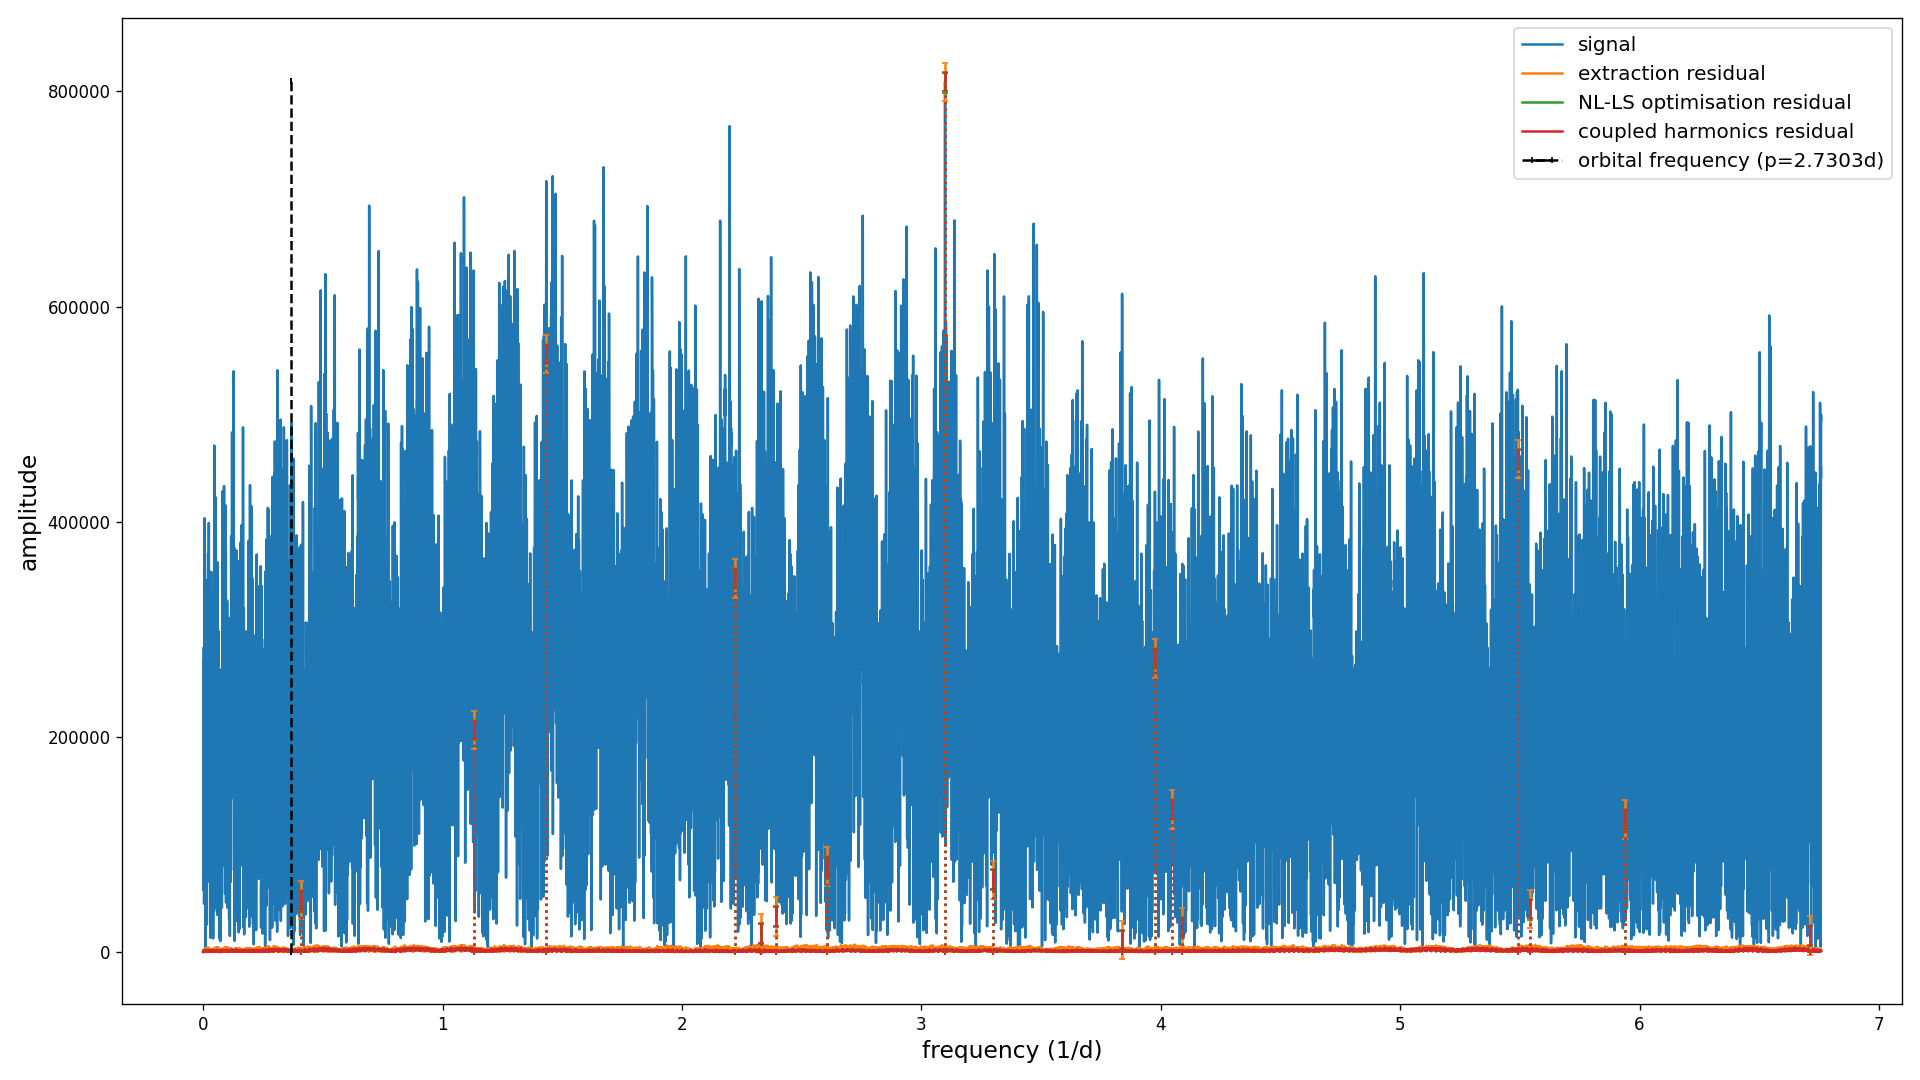 signal
extraction residual
NL-LS optimisation residual
coupled harmonics residual
orbital frequency (p=2.7303d)
800000
600000
400000
200000
0
amplitude
0 1 2 3 4 5 6 7
frequency (1/d)